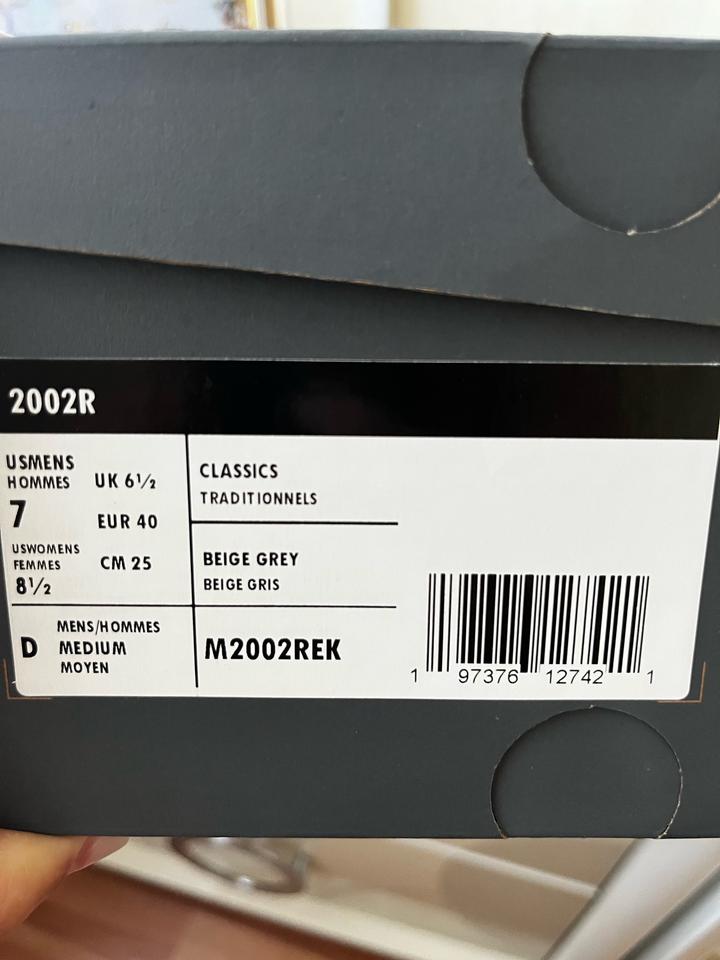 2002R
USMENS
HOMMES
7
UK 6½
EUR 40
USWOMENS
FEMMES
8½
CM 25
CLASSICS
TRADITIONNELS
BEIGE GREY
BEIGE GRIS
D
MENS/HOMMES
MEDIUM
MOYEN
M2002REK
1 97376 12742 1